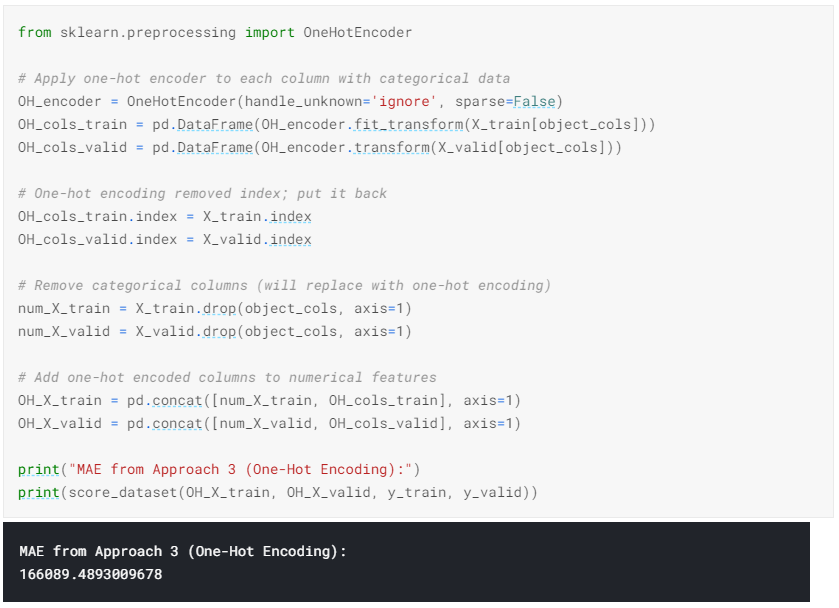 from sklearn.preprocessing import OneHotEncoder
# Apply one-hot encoder to each column with categorical data
OH_encoder = OneHotEncoder(handle_unknown='ignore', sparse=False)
OH_cols_train = pd.DataFrame(OH_encoder.fit_transform(X_train[object_cols]))
OH_cols_valid = pd.DataFrame(OH_encoder.transform(X_valid[object_cols]))
# One-hot encoding removed index; put it back
OH_cols_train.index = X_train.index
OH_cols_valid.index = X_valid.index
# Remove categorical columns (will replace with one-hot encoding)
num_X_train = X_train.drop(object_cols, axis=1)
num_X_valid = X_valid.drop(object_cols, axis=1)
# Add one-hot encoded columns to numerical features
OH_X_train = pd.concat([num_X_train, OH_cols_train], axis=1)
OH_X_valid = pd.concat([num_X_valid, OH_cols_valid], axis=1)
print("MAE from Approach 3 (One-Hot Encoding):")
print(score_dataset(OH_X_train, OH_X_valid, y_train, y_valid))
MAE from Approach 3 (One-Hot Encoding):
166089.4893009678